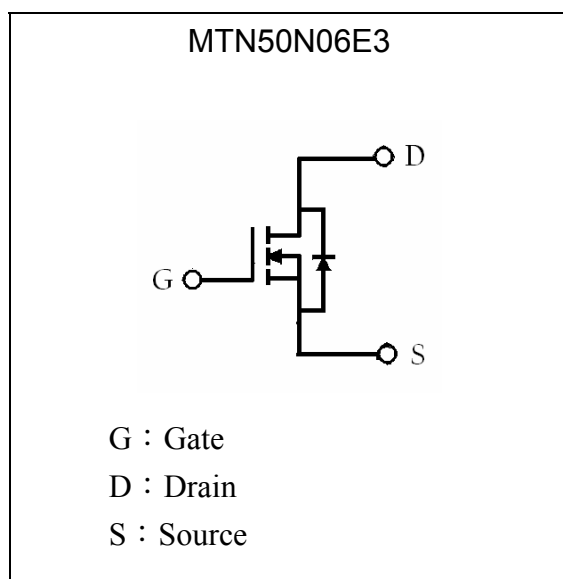 MTN50N06E3
D
G
S
G：Gate
D：Drain
S：Source